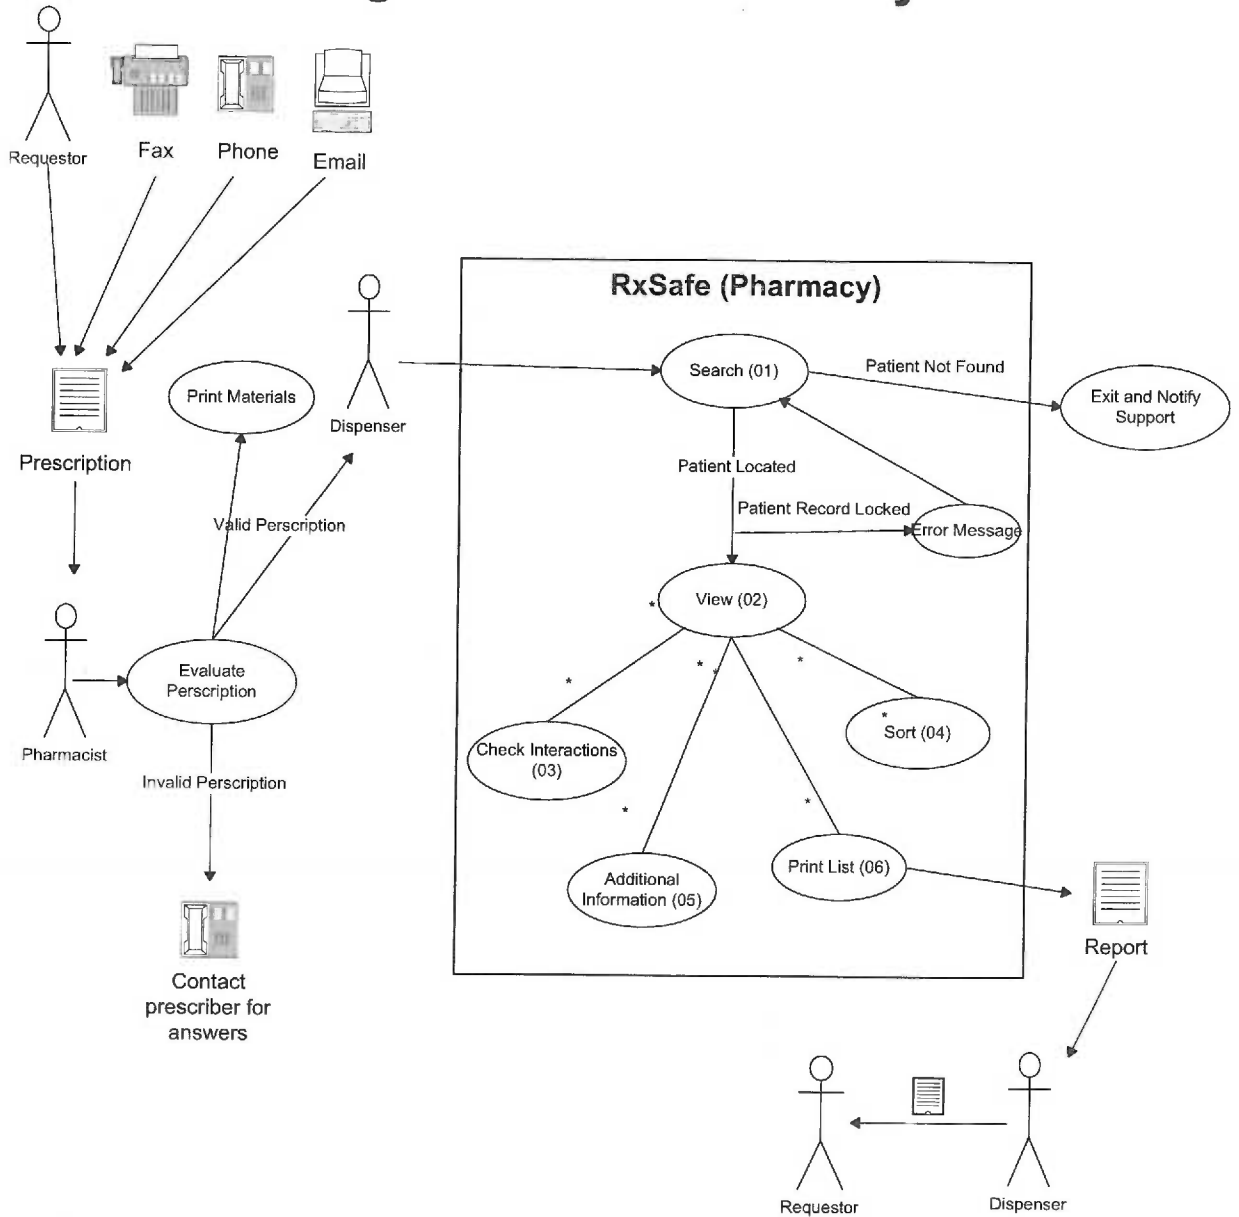 Requestor
Fax
Phone
Email
RxSafe (Pharmacy)
Search (01)
Patient Not Found
Exit and Notify
Support
Print Materials
Dispenser
Prescription
Patient Located
Patient Record Locked
Error Message
Valid Perscription
View (02)
*
*
*
*
*
Evaluate
Perscription
Pharmacist
*
Sort (04)
Check Interactions
(03)
Invalid Perscription
*
*
Print List (06)
Additional
Information (05)
Report
Contact
prescriber for
answers
Requestor
Dispenser